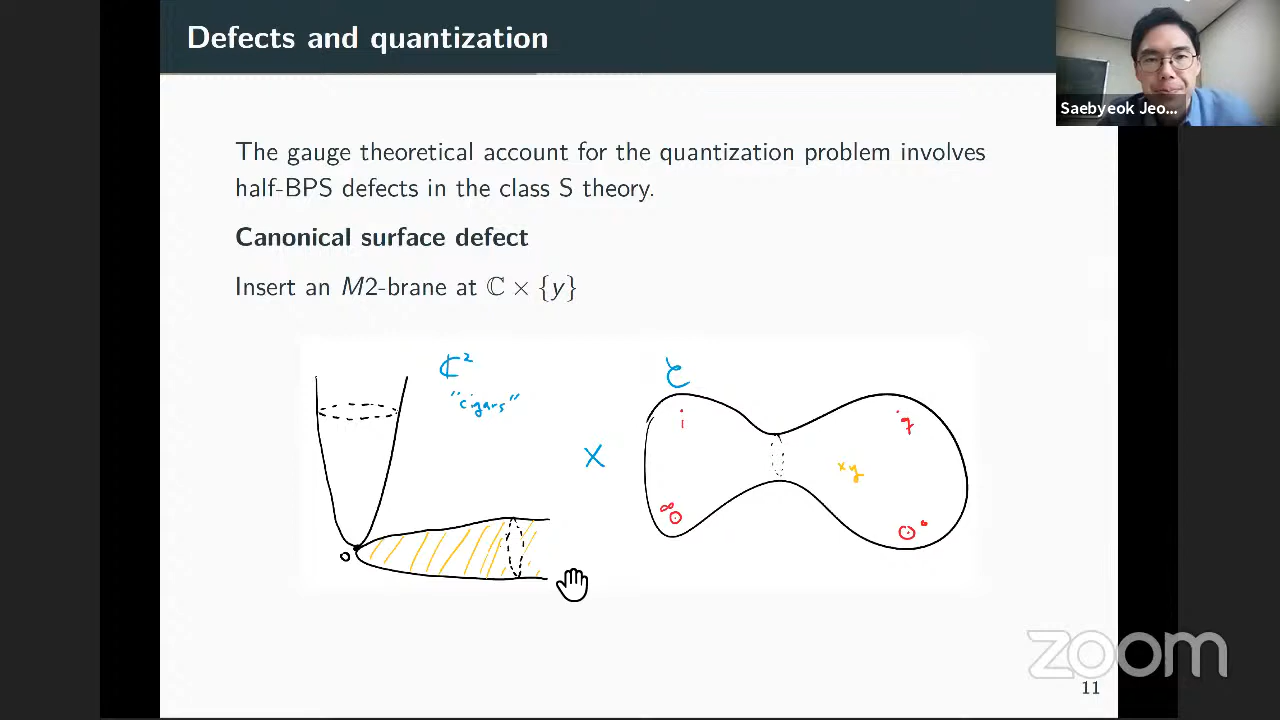 Defects and quantization
Saebyeok Jeo...
The gauge theoretical account for the quantization problem involves
half-BPS defects in the class S theory.
Canonical surface defect
Insert an M2-brane at ℂ × {y}
ℂ²
"cigars"
0
X
𝒞
1
q
x y
∞
0
zoom
11